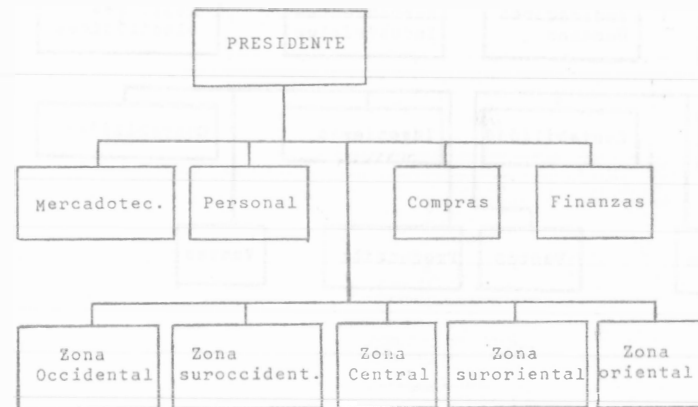 PRESIDENTE
Mercadotec.
Personal
Compras
Finanzas
Zona
Occidental
Zona
suroccident.
Zona
Central
Zona
suroriental
Zona
oriental